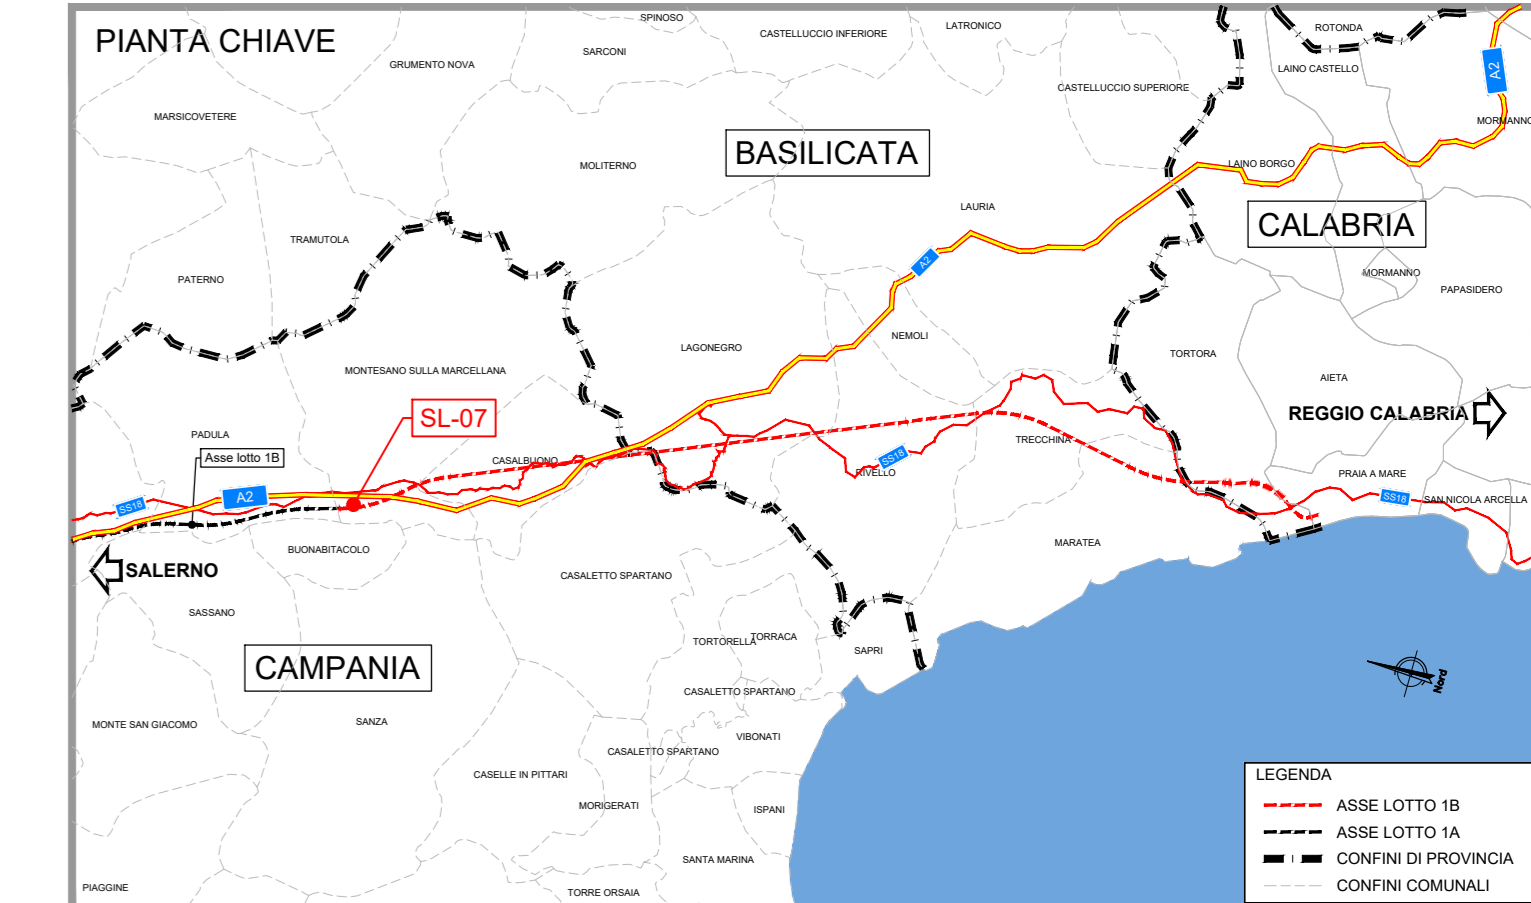 PIANTA CHIAVE
SPINOSO
LATRONICO
ROTONDA
CASTELLUCCIO INFERIORE
SARCONI
GRUMENTO NOVA
LAINO CASTELLO
A2
CASTELLUCCIO SUPERIORE
MARSICOVETERE
MORMANNO
BASILICATA
MOLITERNO
LAINO BORGO
LAURIA
CALABRIA
TRAMUTOLA
A2
MORMANNO
PATERNO
PAPASIDERO
NEMOLI
LAGONEGRO
TORTORA
MONTESANO SULLA MARCELLANA
AIETA
SL-07
REGGIO CALABRIA
PADULA
TRECCHINA
Asse lotto 1B
CASALBUONO
SS18
RIVELLO
PRAIA A MARE
A2
SS18
SS18
SAN NICOLA ARCELLA
BUONABITACOLO
MARATEA
SALERNO
CASALETTO SPARTANO
SASSANO
TORTORELLA
TORRACA
SAPRI
CAMPANIA
Nord
CASALETTO SPARTANO
MONTE SAN GIACOMO
SANZA
VIBONATI
CASALETTO SPARTANO
CASELLE IN PITTARI
LEGENDA
MORIGERATI
ISPANI
ASSE LOTTO 1B
ASSE LOTTO 1A
SANTA MARINA
CONFINI DI PROVINCIA
PIAGGINE
TORRE ORSAIA
CONFINI COMUNALI